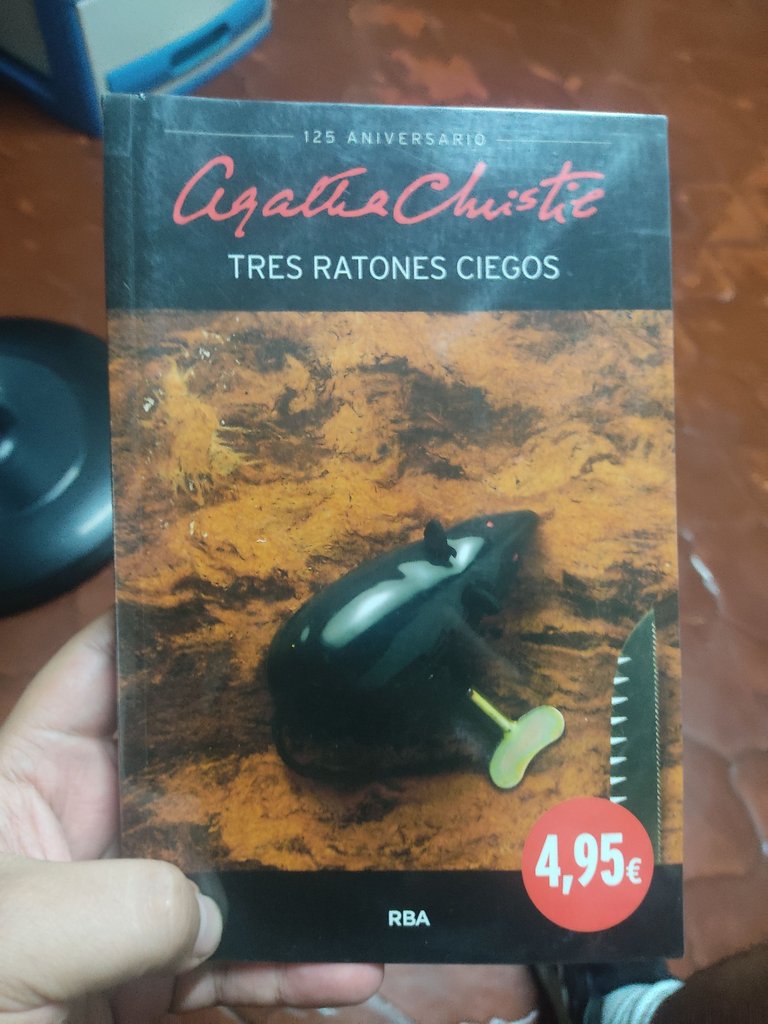 125 ANIVERSARIO
Agatha Christie
TRES RATONES CIEGOS
4,95€
RBA